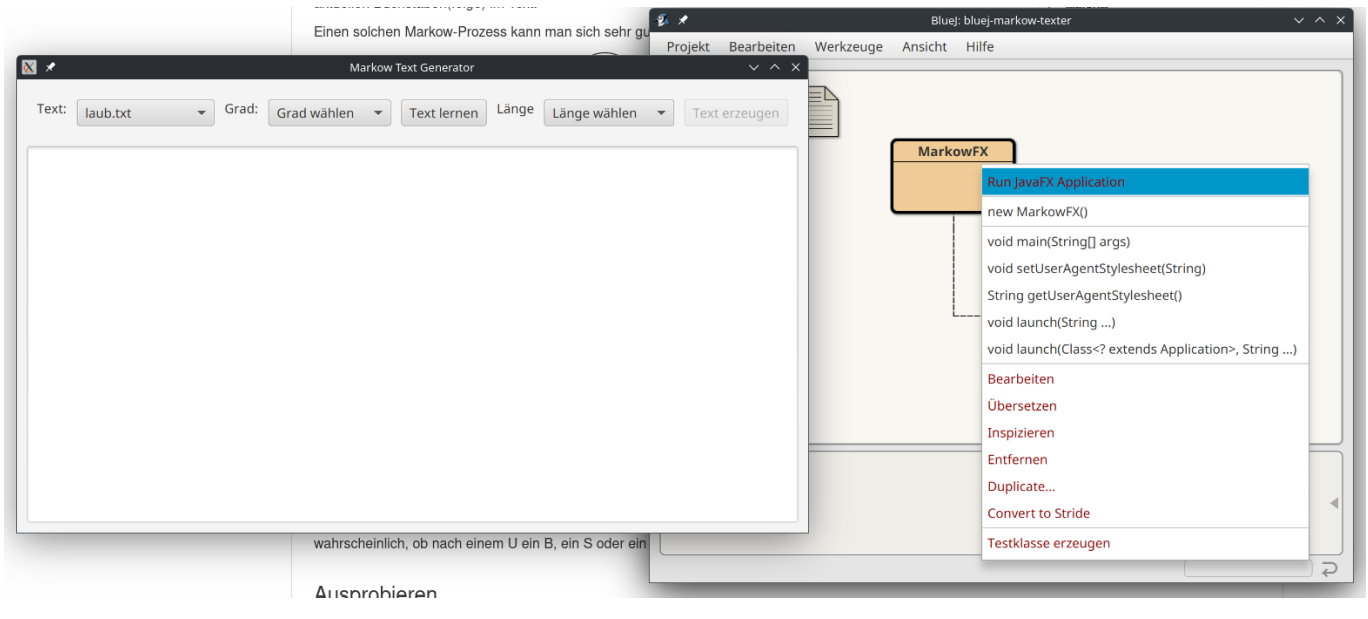 Einen solchen Markow-Prozess kann man sich sehr gu
BlueJ: bluej-markow-texter
Projekt Bearbeiten Werkzeuge Ansicht Hilfe
Markow Text Generator
Text: laub.txt Grad: Grad wählen Text lernen Länge Länge wählen Text erzeugen
MarkowFX
Run JavaFX Application
new MarkowFX()
void main(String[] args)
void setUserAgentStylesheet(String)
String getUserAgentStylesheet()
void launch(String ...)
void launch(Class<? extends Application>, String ...)
Bearbeiten
Übersetzen
Inspizieren
Entfernen
Duplicate...
Convert to Stride
Testklasse erzeugen
wahrscheinlich, ob nach einem U ein B, ein S oder ein
Ausprobieren